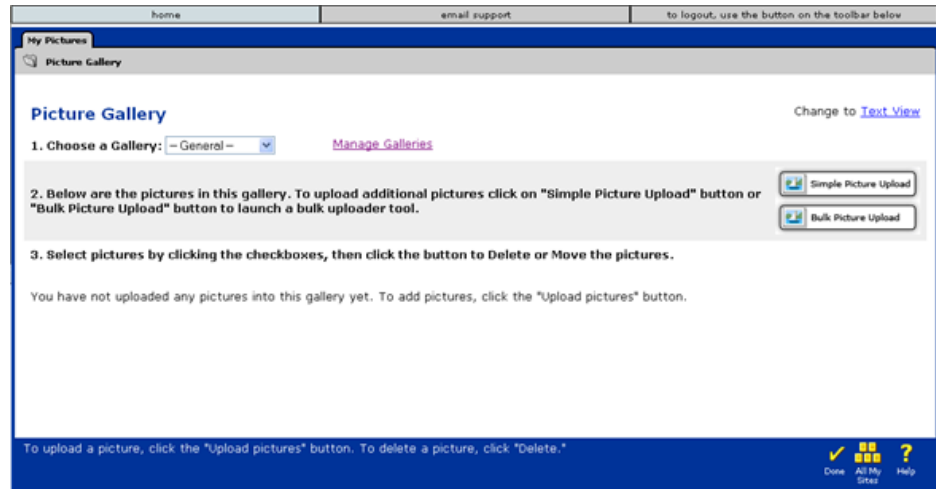 home
email support
to logout, use the button on the toolbar below
My Pictures
Picture Gallery
Picture Gallery
Change to Text View
1. Choose a Gallery: – General –
Manage Galleries
2. Below are the pictures in this gallery. To upload additional pictures click on "Simple Picture Upload" button or
"Bulk Picture Upload" button to launch a bulk uploader tool.
Simple Picture Upload
Bulk Picture Upload
3. Select pictures by clicking the checkboxes, then click the button to Delete or Move the pictures.
You have not uploaded any pictures into this gallery yet. To add pictures, click the "Upload pictures" button.
To upload a picture, click the "Upload pictures" button. To delete a picture, click "Delete."
Done
All My
Sites
?
Help